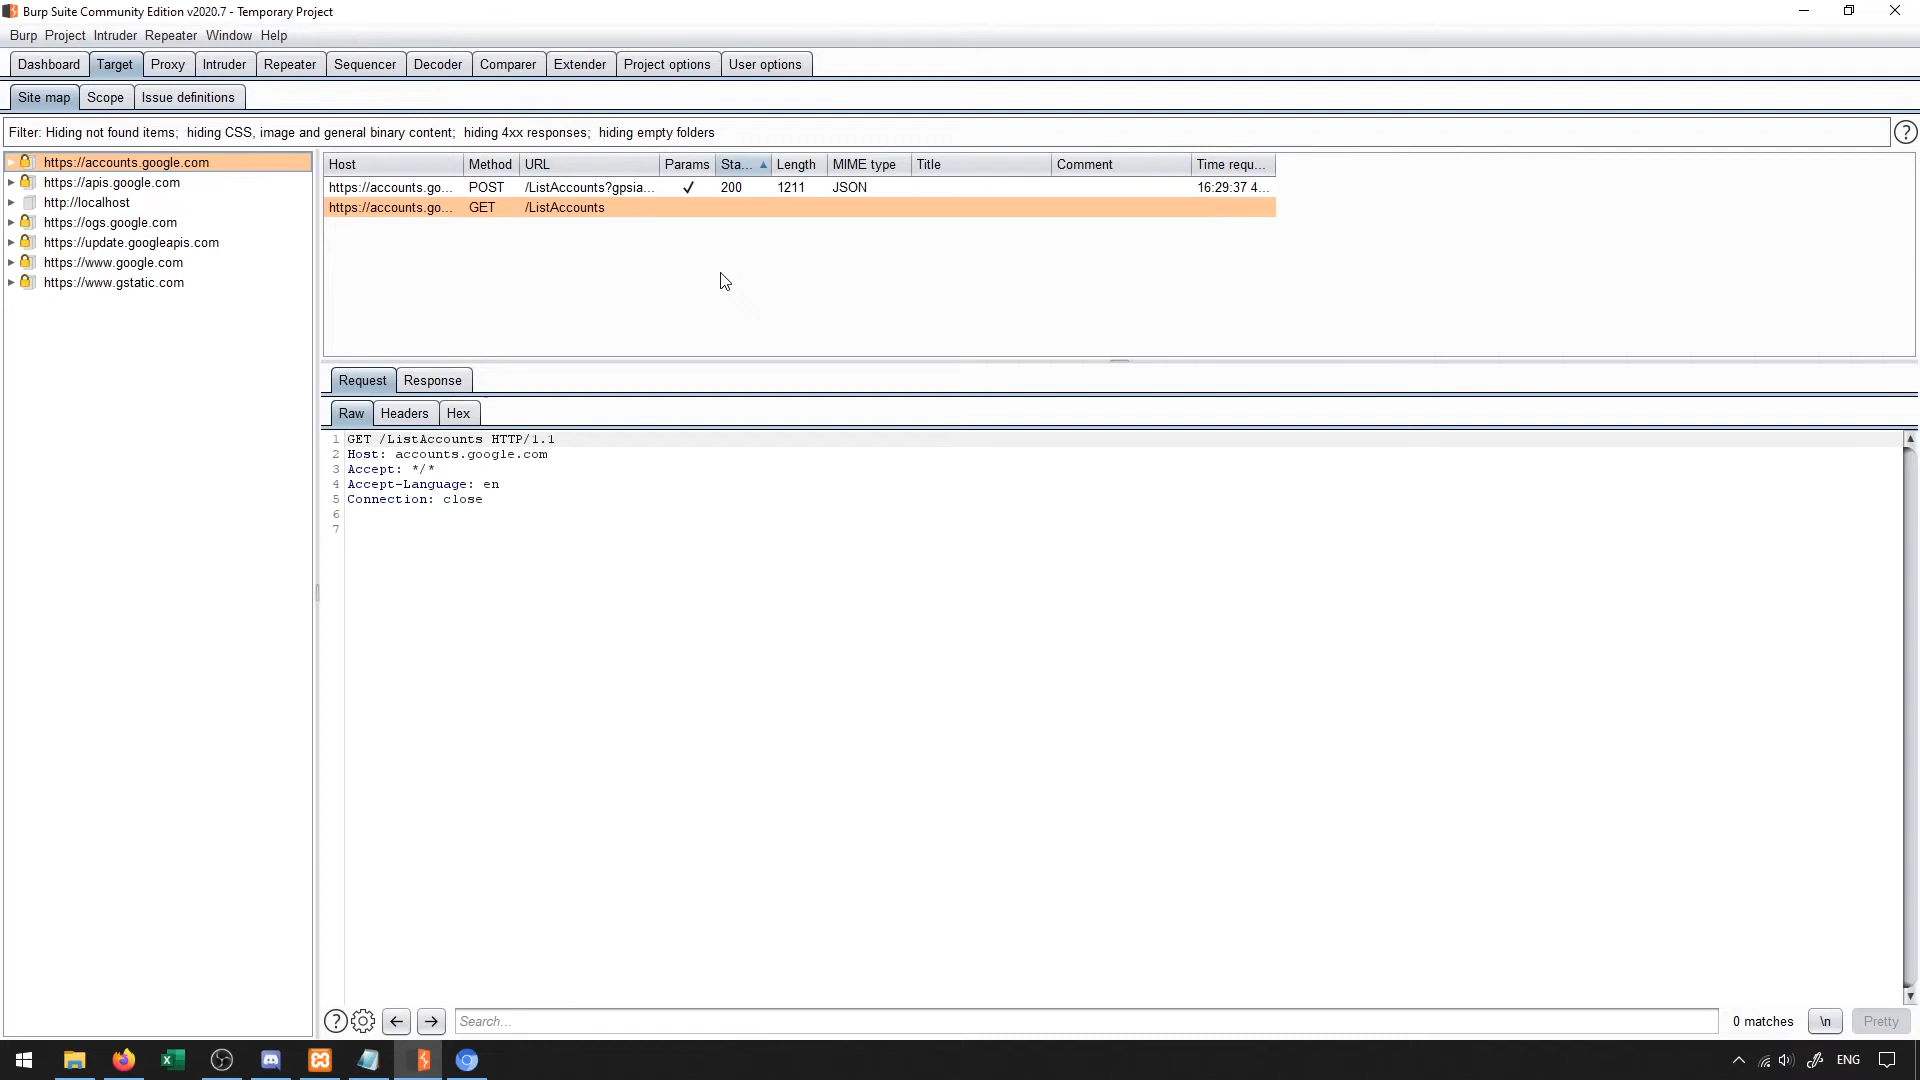 Burp Suite Community Edition v2020.7 - Temporary Project
Burp Project Intruder Repeater Window Help
Dashboard Target Proxy Intruder Repeater Sequencer Decoder Comparer Extender Project options User options
Site map Scope Issue definitions
Filter: Hiding not found items; hiding CSS, image and general binary content; hiding 4xx responses; hiding empty folders ?
https://accounts.google.com
https://apis.google.com
http://localhost
https://ogs.google.com
https://update.googleapis.com
https://www.google.com
https://www.gstatic.com
Host Method URL Params Sta... Length MIME type Title Comment Time requ...
https://accounts.go... POST /ListAccounts?gpsia... ✓ 200 1211 JSON 16:29:37 4...
https://accounts.go... GET /ListAccounts
Request Response
Raw Headers Hex
1 GET /ListAccounts HTTP/1.1
2 Host: accounts.google.com
3 Accept: */*
4 Accept-Language: en
5 Connection: close
6
7
? Search... 0 matches \n Pretty
ENG